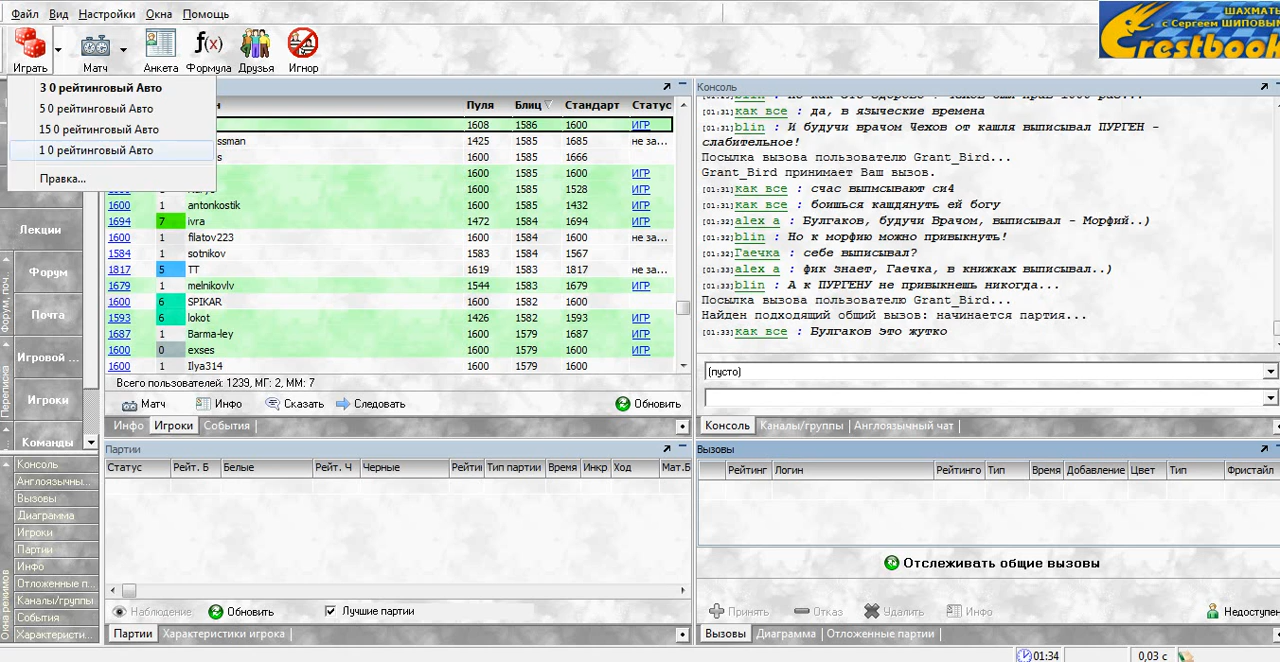 Файл Вид Настройки Окна Помощь
ШАХМАТЫ
с Сергеем ШИПОВЫМ
Crestbook
Играть Матч Анкета Формула Друзья Игнор
f(x)
3 0 рейтинговый Авто
5 0 рейтинговый Авто
15 0 рейтинговый Авто
1 0 рейтинговый Авто
Правка...
Пуля Блиц Стандарт Статус
1608 1586 1600 ИГР
ssman 1425 1585 1685 не за...
s 1600 1585 1666
1600 1585 1600 ИГР
1600 1585 1528 ИГР
1600 1 antonkostik 1600 1585 1432 ИГР
1694 7 ivra 1472 1584 1694 ИГР
1600 1 filatov223 1600 1584 1600 не за...
1584 1 sotnikov 1600 1583 1567
1817 5 TT 1619 1583 1817 не за...
1679 1 melnikovlv 1544 1583 1679 ИГР
1600 6 SPIKAR 1600 1582 1600
1593 6 lokot 1426 1582 1593 ИГР
1687 1 Barma-ley 1600 1579 1687 ИГР
1600 0 exses 1600 1579 1600 ИГР
1600 1 Ilya314 1600 1579 1600
Всего пользователей: 1239, МГ: 2, ММ: 7
Матч Инфо Сказать Следовать Обновить
Инфо Игроки События
Лекции
Форум
Почта
Игровой ...
Игроки
Команды
Форум, поч...
Переписка
Консоль
[01:31]как все : да, в языческие времена
[01:31]blin : И будучи врачом Чехов от кашля выписывал ПУРГЕН -
слабительное!
Посылка вызова пользователю Grant_Bird...
Grant_Bird принимает Ваш вызов.
[01:31]как все : счас выпмсывают си4
[01:31]как все : боишься кащдянуть ей богу
[01:32]alex a : Булгаков, будучи Врачом, выписывал - Морфий..)
[01:32]blin : Но к морфию можно привыкнуть!
[01:32]Гаечка : себе выписывал?
[01:33]alex a : фик знает, Гаечка, в книжках выписывал..)
[01:33]blin : А к ПУРГЕНУ не привыкнешь никогда...
Посылка вызова пользователю Grant_Bird...
Найден подходящий общий вызов: начинается партия...
[01:33]как все : Булгаков это жутко
(пусто)
Консоль Каналы/группы Англоязычный чат
Консоль
Англоязычны...
Вызовы
Диаграмма
Игроки
Партии
Инфо
Отложенные п...
Каналы/группы
События
Характеристи...
Окна режимов
Партии
Статус Рейт. Б Белые Рейт. Ч Черные Рейтин Тип партии Время Инкр Ход Мат.Б
Наблюдение Обновить Лучшие партии
Партии Характеристики игрока
Вызовы
Рейтинг Логин Рейтинго Тип Время Добавление Цвет Тип Фристайл
Отслеживать общие вызовы
Принять Отказ Удалить Инфо Недоступен
Вызовы Диаграмма Отложенные партии
01:34 0,03 с